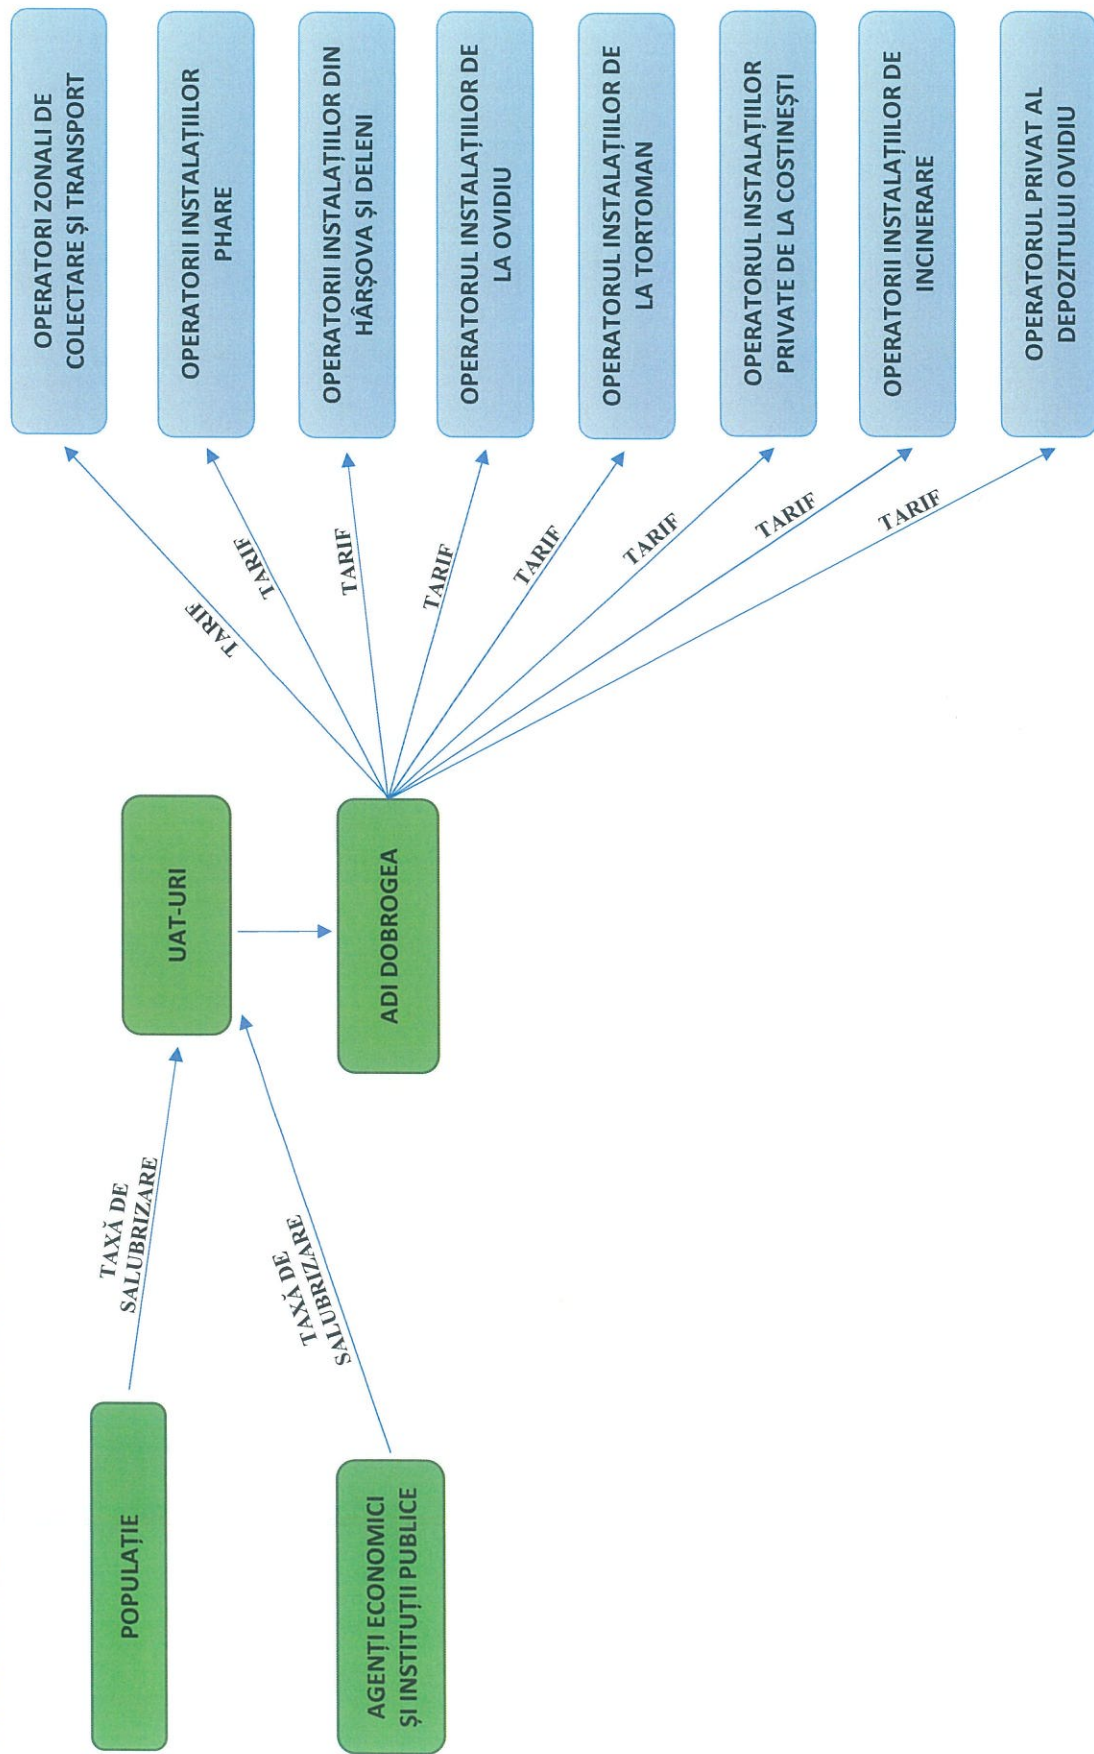 POPULAȚIE
AGENȚI ECONOMICI
ȘI INSTITUȚII PUBLICE
TAXĂ DE
SALUBRIZARE
TAXĂ DE
SALUBRIZARE
UAT-URI
ADI DOBROGEA
TARIF
TARIF
TARIF
TARIF
TARIF
TARIF
TARIF
TARIF
OPERATORI ZONALI DE
COLECTARE ȘI TRANSPORT
OPERATORII INSTALAȚIILOR
PHARE
OPERATORII INSTALAȚIILOR DIN
HÂRȘOVA ȘI DELENI
OPERATORUL INSTALAȚIILOR DE
LA OVIDIU
OPERATORUL INSTALAȚIILOR DE
LA TORTOMAN
OPERATORUL INSTALAȚIILOR
PRIVATE DE LA COSTINEȘTI
OPERATORII INSTALAȚIILOR DE
INCINERARE
OPERATORUL PRIVAT AL
DEPOZITULUI OVIDIU